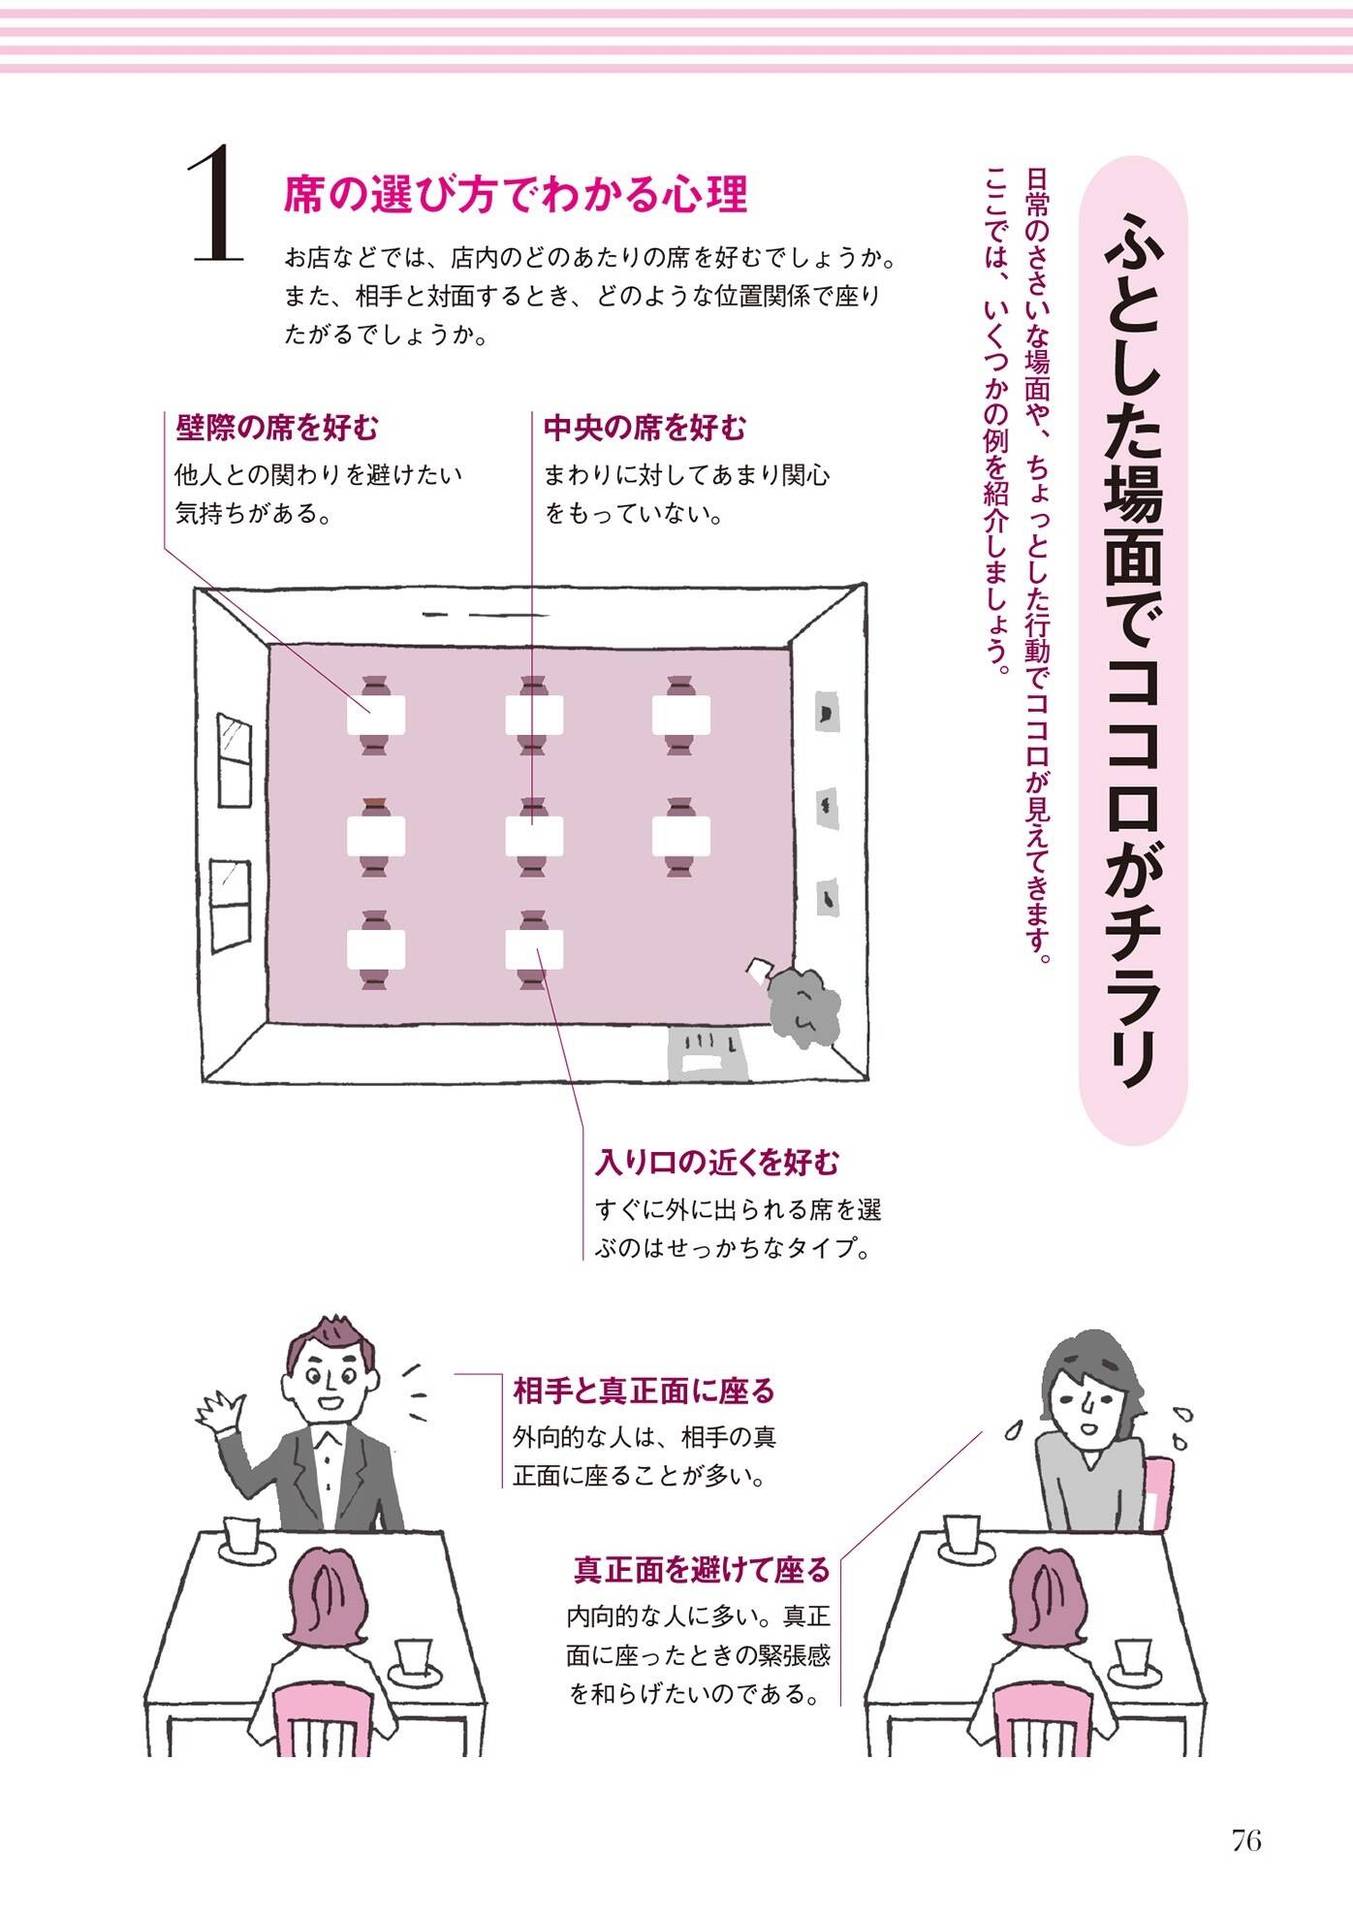 ふとした場面でココロがチラリ
日常のささいな場面や、ちょっとした行動でココロが見えてきます。
ここでは、いくつかの例を紹介しましょう。
1
席の選び方でわかる心理
お店などでは、店内のどのあたりの席を好むでしょうか。
また、相手と対面するとき、どのような位置関係で座り
たがるでしょうか。
壁際の席を好む
他人との関わりを避けたい
気持ちがある。
中央の席を好む
まわりに対してあまり関心
をもっていない。
入り口の近くを好む
すぐに外に出られる席を選
ぶのはせっかちなタイプ。
相手と真正面に座る
外向的な人は、相手の真
正面に座ることが多い。
真正面を避けて座る
内向的な人に多い。真正
面に座ったときの緊張感
を和らげたいのである。
76